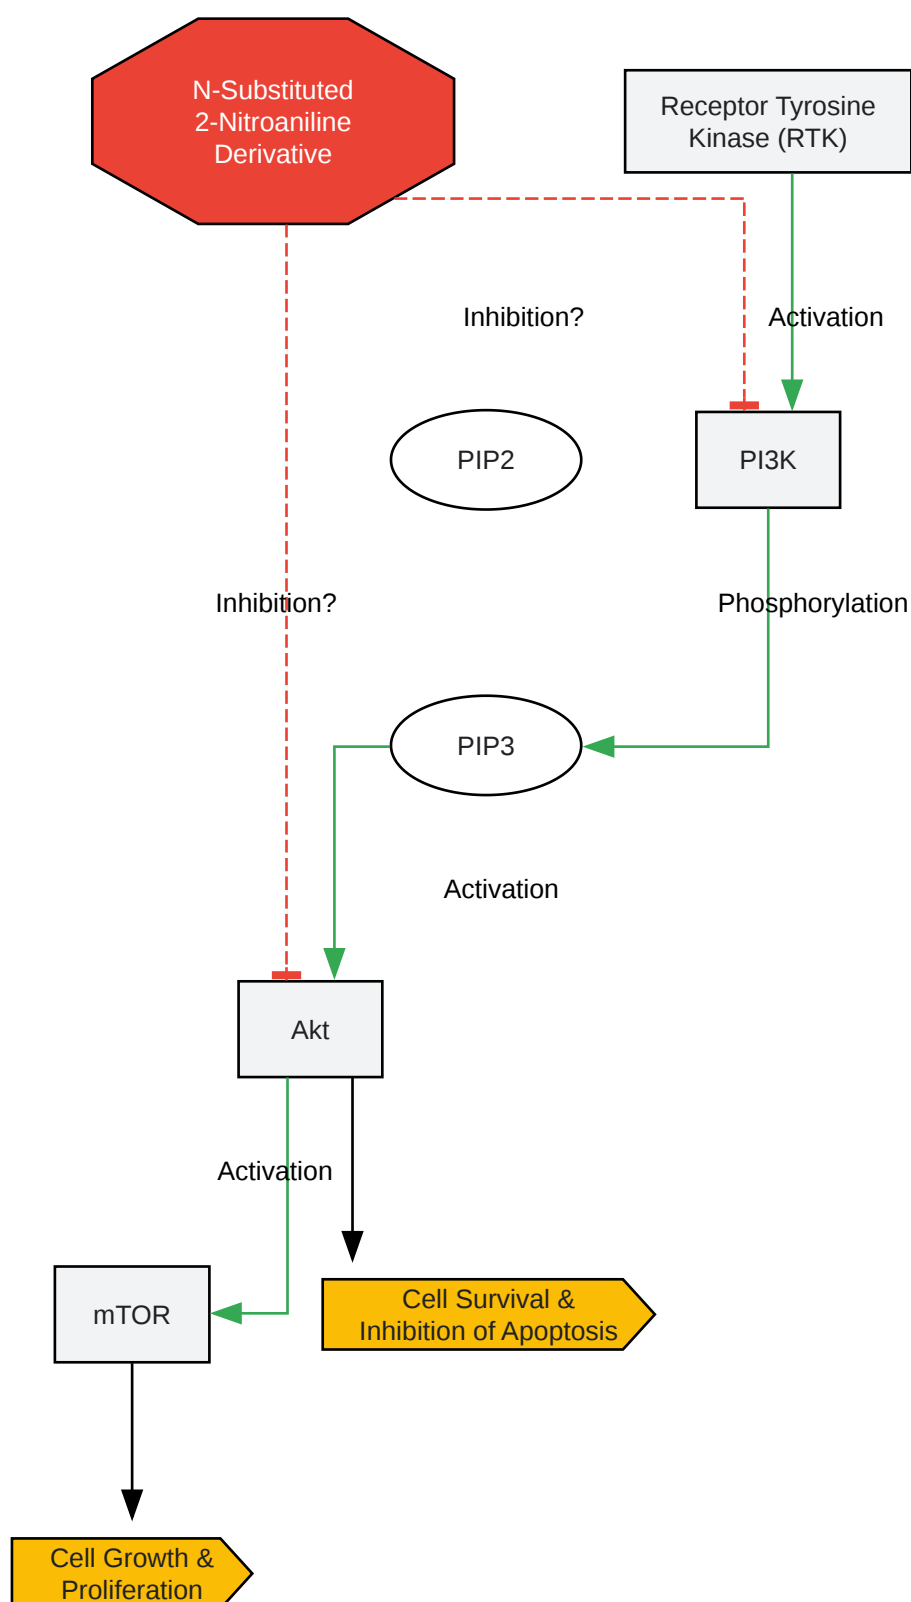 N-Substituted
2-Nitroaniline
Derivative
Receptor Tyrosine
Kinase (RTK)
Inhibition?
Activation
PIP2
PI3K
Inhibition?
Phosphorylation
PIP3
Activation
Akt
Activation
mTOR
Cell Survival &
Inhibition of Apoptosis
Cell Growth &
Proliferation